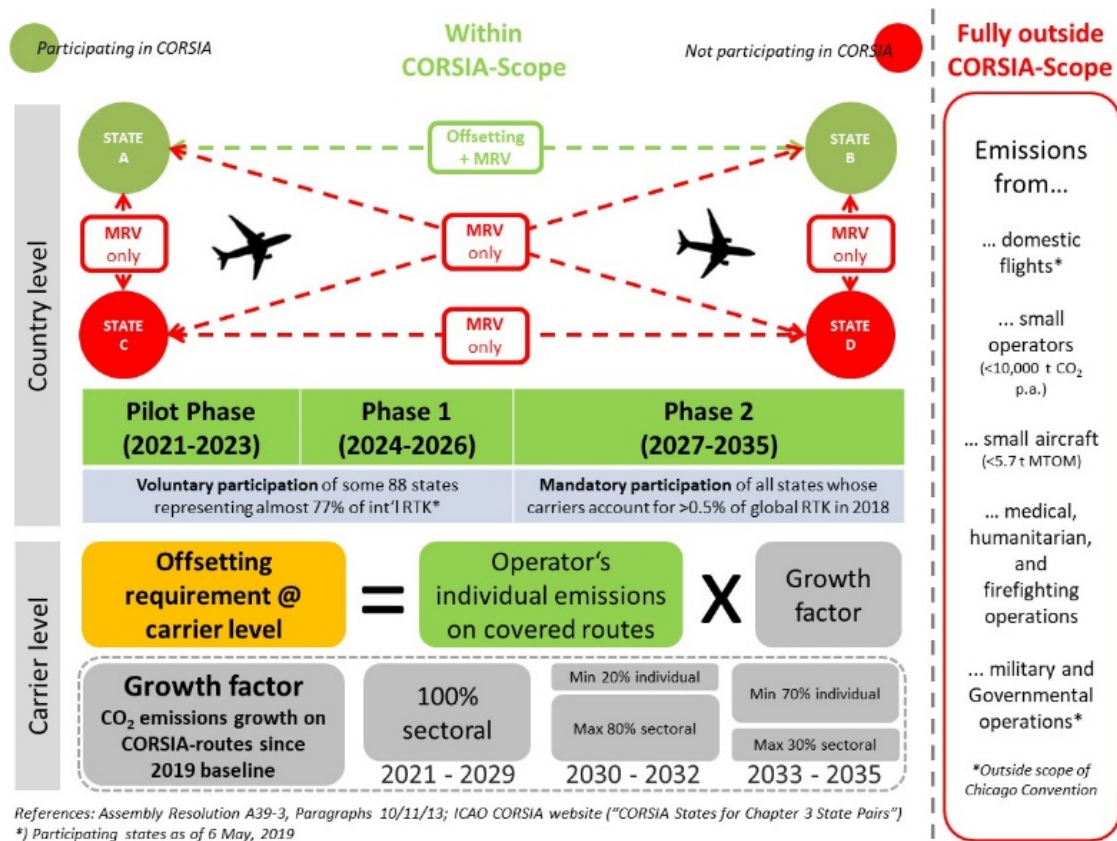 Participating in CORSIA
Within
CORSIA-Scope
Not participating in CORSIA
Fully outside
CORSIA-Scope
Country level
STATE
A
Offsetting
+ MRV
STATE
B
MRV
only
MRV
only
MRV
only
STATE
C
MRV
only
STATE
D
Pilot Phase
(2021-2023)
Phase 1
(2024-2026)
Phase 2
(2027-2035)
Voluntary participation of some 88 states
representing almost 77% of int‘l RTK*
Mandatory participation of all states whose
carriers account for >0.5% of global RTK in 2018
Carrier level
Offsetting
requirement @
carrier level
=
Operator‘s
individual emissions
on covered routes
X
Growth
factor
Growth factor
CO₂ emissions growth on
CORSIA-routes since
2019 baseline
100%
sectoral
2021 - 2029
Min 20% individual
Max 80% sectoral
2030 - 2032
Min 70% individual
Max 30% sectoral
2033 - 2035
Emissions
from...
... domestic
flights*
... small
operators
(<10,000 t CO₂
p.a.)
... small aircraft
(<5.7 t MTOM)
... medical,
humanitarian,
and
firefighting
operations
... military and
Governmental
operations*
*Outside scope of
Chicago Convention
References: Assembly Resolution A39-3, Paragraphs 10/11/13; ICAO CORSIA website (“CORSIA States for Chapter 3 State Pairs”)
*) Participating states as of 6 May, 2019